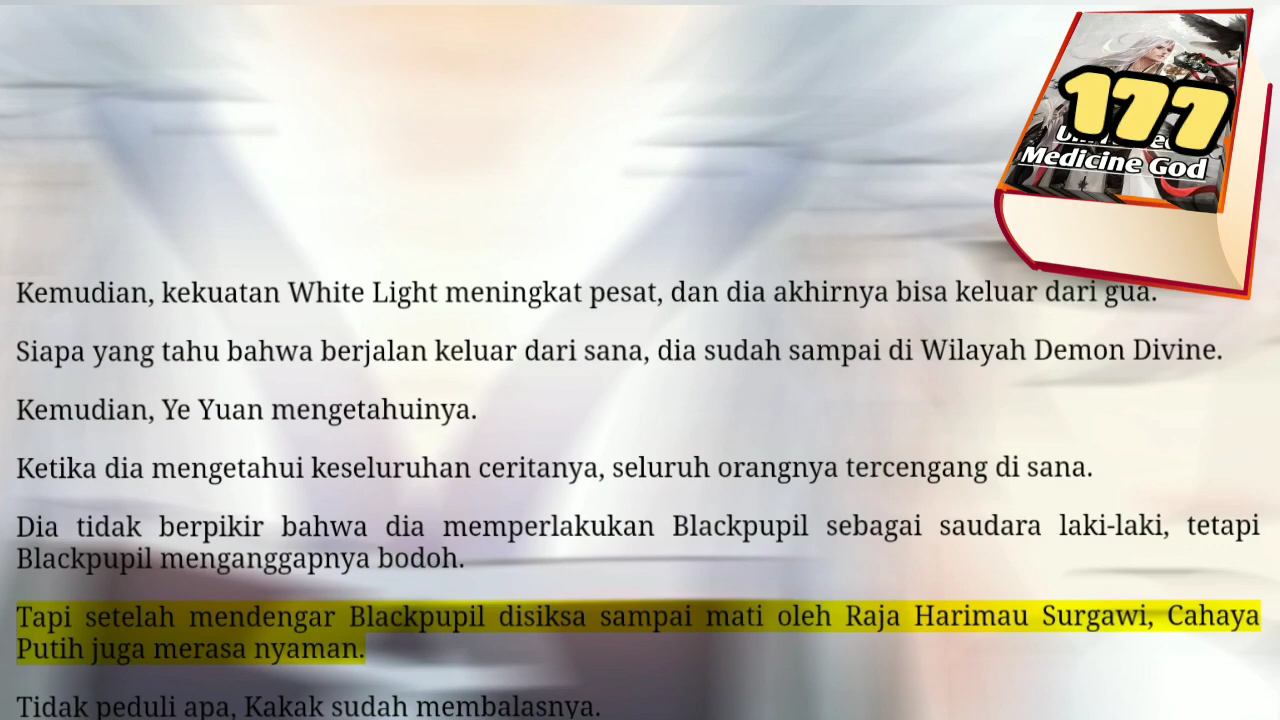 177
Medicine God
Kemudian, kekuatan White Light meningkat pesat, dan dia akhirnya bisa keluar dari gua.
Siapa yang tahu bahwa berjalan keluar dari sana, dia sudah sampai di Wilayah Demon Divine.
Kemudian, Ye Yuan mengetahuinya.
Ketika dia mengetahui keseluruhan ceritanya, seluruh orangnya tercengang di sana.
Dia tidak berpikir bahwa dia memperlakukan Blackpupil sebagai saudara laki-laki, tetapi
Blackpupil menganggapnya bodoh.
Tapi setelah mendengar Blackpupil disiksa sampai mati oleh Raja Harimau Surgawi, Cahaya
Putih juga merasa nyaman.
Tidak peduli apa, Kakak sudah membalasnya.